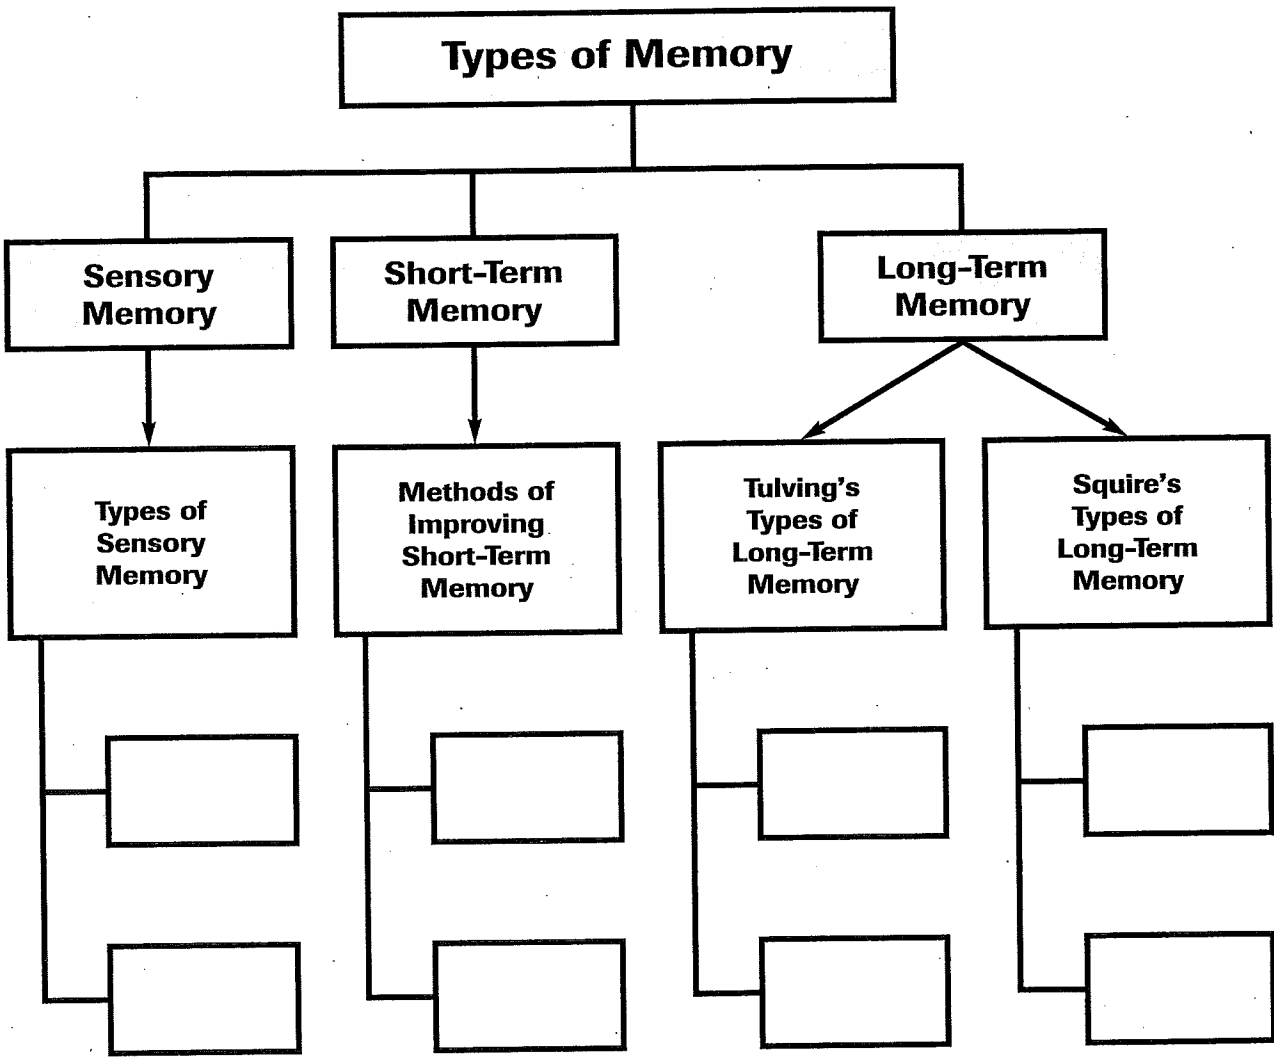 Types of Memory
Sensory
Memory
Short-Term
Memory
Long-Term
Memory
Types of
Sensory
Memory
Methods of
Improving
Short-Term
Memory
Tulving's
Types of
Long-Term
Memory
Squire's
Types of
Long-Term
Memory